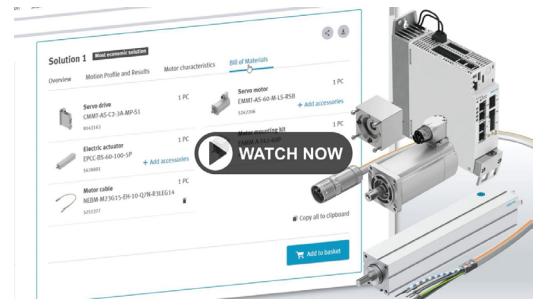 Solution 1 Most economic solution
Overview Motion Profile and Results Motor characteristics Bill of Materials
Servo drive 1 PC
CMMT-AS-C2-3A-MP-S1
Servo motor 1 PC
EMMT-AS-60-M-LS-RSB
+ Add accessories
Electric actuator 1 PC
EPCC-BS-60-100-5P
+ Add accessories
Motor mounting kit
WATCH NOW
Motor cable 1 PC
NEBM-M23G15-EH-10-Q7N-R3LEG14
5251377
Copy all to clipboard
Add to basket